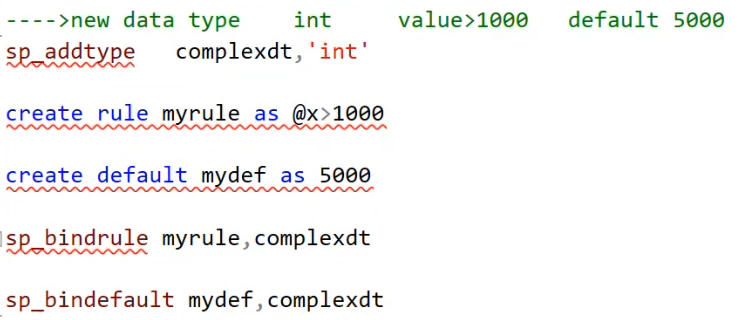 ---->new data type    int     value>1000   default 5000
sp_addtype   complexdt,'int'
create rule myrule as @x>1000
create default mydef as 5000
sp_bindrule myrule,complexdt
sp_bindefault mydef,complexdt